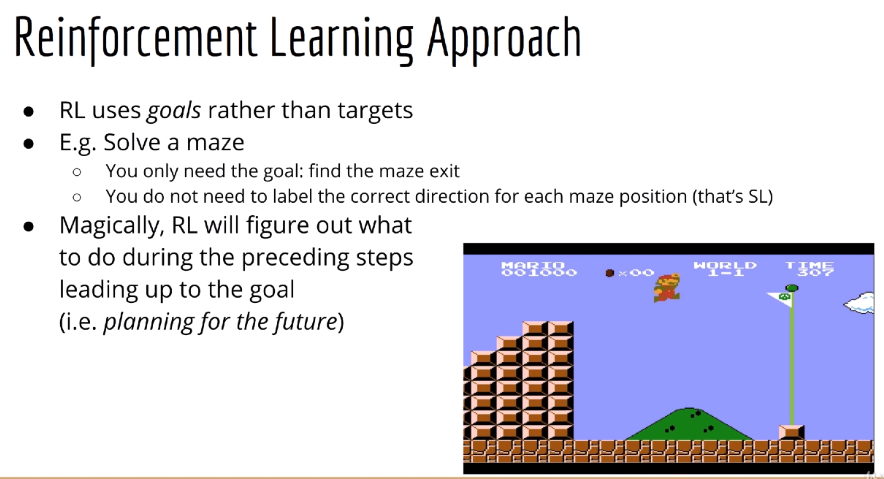 Reinforcement Learning Approach
● RL uses goals rather than targets
● E.g. Solve a maze
○ You only need the goal: find the maze exit
○ You do not need to label the correct direction for each maze position (that's SL)
● Magically, RL will figure out what
to do during the preceding steps
leading up to the goal
(i.e. planning for the future)
MARIO WORLD TIME
001000 ×00 1-1 307